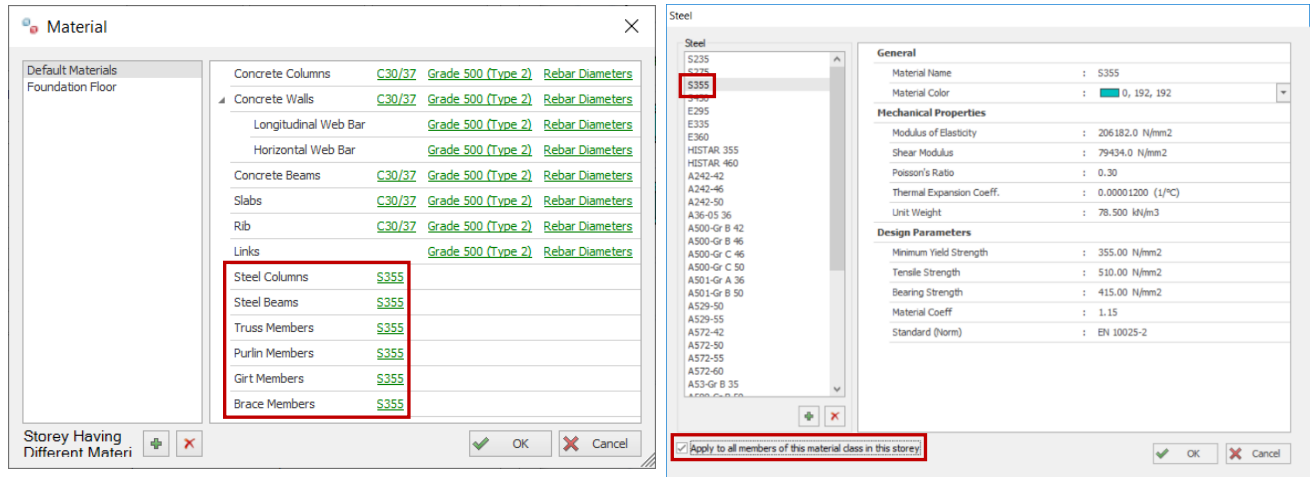 Material
Default Materials
Foundation Floor
Concrete Columns C30/37 Grade 500 (Type 2) Rebar Diameters
Concrete Walls C30/37 Grade 500 (Type 2) Rebar Diameters
Longitudinal Web Bar Grade 500 (Type 2) Rebar Diameters
Horizontal Web Bar Grade 500 (Type 2) Rebar Diameters
Concrete Beams C30/37 Grade 500 (Type 2) Rebar Diameters
Slabs C30/37 Grade 500 (Type 2) Rebar Diameters
Rib C30/37 Grade 500 (Type 2) Rebar Diameters
Links Grade 500 (Type 2) Rebar Diameters
Steel Columns S355
Steel Beams S355
Truss Members S355
Purlin Members S355
Girt Members S355
Brace Members S355
Storey Having
Different Materi
OK Cancel
Steel
Steel
S235
S275
S355
S450
E295
E335
E360
HISTAR 355
HISTAR 460
A242-42
A242-46
A242-50
A36-05 36
A500-Gr B 42
A500-Gr B 46
A500-Gr C 46
A500-Gr C 50
A501-Gr A 36
A501-Gr B 50
A529-50
A529-55
A572-42
A572-50
A572-55
A572-60
A53-Gr B 35
General
Material Name : S355
Material Color : 0, 192, 192
Mechanical Properties
Modulus of Elasticity : 206182.0 N/mm2
Shear Modulus : 79434.0 N/mm2
Poisson's Ratio : 0.30
Thermal Expansion Coeff. : 0.00001200 (1/ºC)
Unit Weight : 78.500 kN/m3
Design Parameters
Minimum Yield Strength : 355.00 N/mm2
Tensile Strength : 510.00 N/mm2
Bearing Strength : 415.00 N/mm2
Material Coeff : 1.15
Standard (Norm) : EN 10025-2
Apply to all members of this material class in this storey
OK Cancel